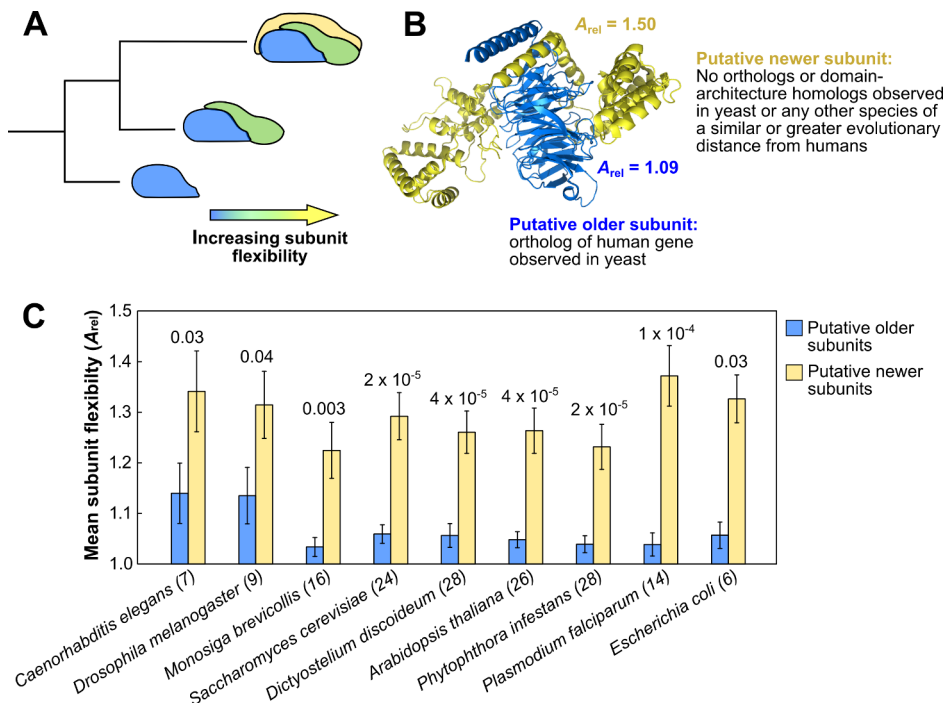 A
Increasing subunit
flexibility
B
Arel = 1.50
Arel = 1.09
Putative newer subunit:
No orthologs or domain-
architecture homologs observed
in yeast or any other species of
a similar or greater evolutionary
distance from humans
Putative older subunit:
ortholog of human gene
observed in yeast
C
Mean subunit flexibilty (Arel)
1.5
1.4
1.3
1.2
1.1
1.0
0.03
0.04
0.003
2 x 10-5
4 x 10-5
4 x 10-5
2 x 10-5
1 x 10-4
0.03
Putative older
subunits
Putative newer
subunits
Caenorhabditis elegans (7)
Drosophila melanogaster (9)
Monosiga brevicollis (16)
Saccharomyces cerevisiae (24)
Dictyostelium discoideum (28)
Arabidopsis thaliana (26)
Phytophthora infestans (28)
Plasmodium falciparum (14)
Escherichia coli (6)